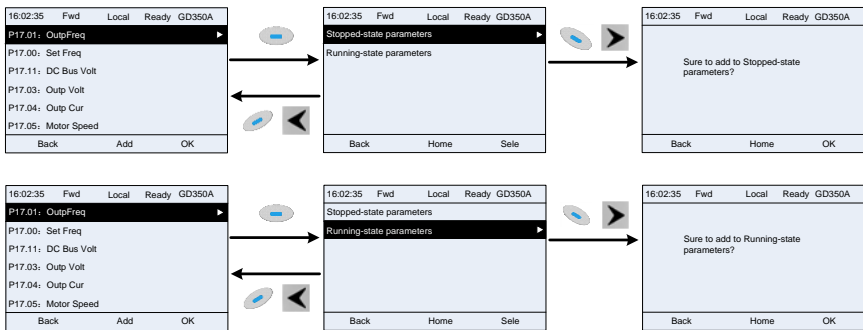 16:02:35 Fwd Local Ready GD350A
P17.01: OutpFreq
P17.00: Set Freq
P17.11: DC Bus Volt
P17.03: Outp Volt
P17.04: Outp Cur
P17.05: Motor Speed
Back Add OK
16:02:35 Fwd Local Ready GD350A
Stopped-state parameters
Running-state parameters
Back Home Sele
16:02:35 Fwd Local Ready GD350A
Sure to add to Stopped-state
parameters?
Back Home OK
16:02:35 Fwd Local Ready GD350A
P17.01: OutpFreq
P17.00: Set Freq
P17.11: DC Bus Volt
P17.03: Outp Volt
P17.04: Outp Cur
P17.05: Motor Speed
Back Add OK
16:02:35 Fwd Local Ready GD350A
Stopped-state parameters
Running-state parameters
Back Home Sele
16:02:35 Fwd Local Ready GD350A
Sure to add to Running-state
parameters?
Back Home OK